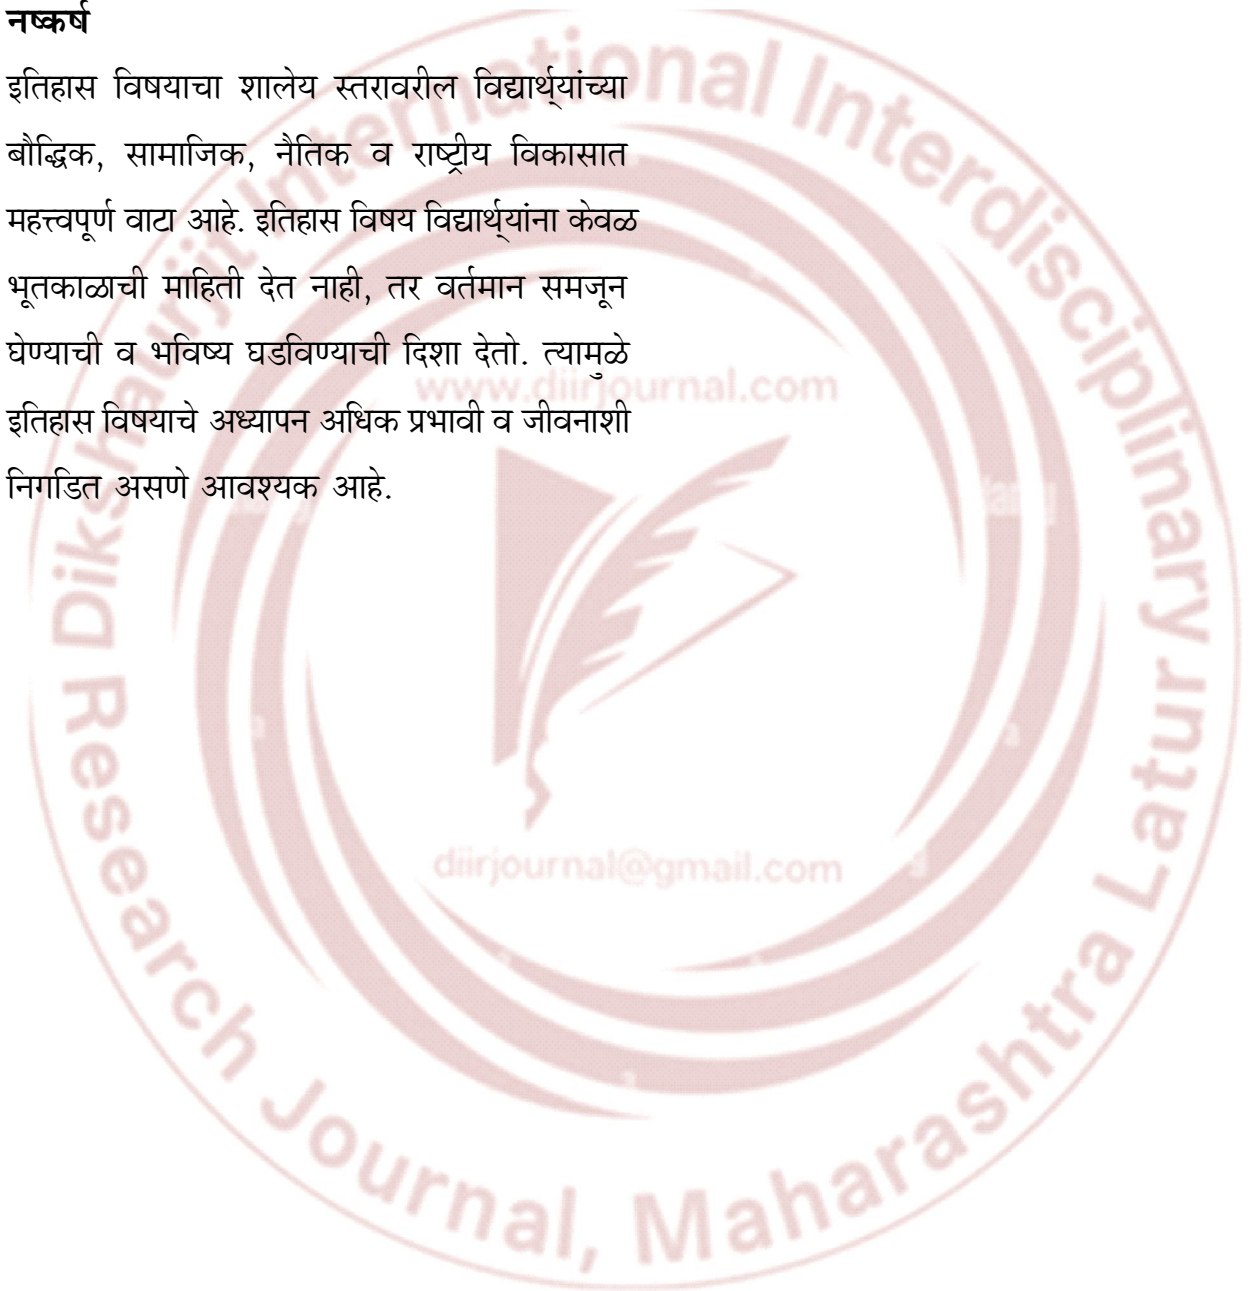 नष्कर्ष
इतिहास विषयाचा शालेय स्तरावरील विद्यार्थ्यांच्या
बौद्धिक, सामाजिक, नैतिक व राष्ट्रीय विकासात
महत्त्वपूर्ण वाटा आहे. इतिहास विषय विद्यार्थ्यांना केवळ
भूतकाळाची माहिती देत नाही, तर वर्तमान समजून
घेण्याची व भविष्य घडविण्याची दिशा देतो. त्यामुळे
इतिहास विषयाचे अध्यापन अधिक प्रभावी व जीवनाशी
निगडित असणे आवश्यक आहे.
Dikshaurjit International Interdisciplinary
Research Journal, Maharashtra Latur
www.diirjournal.com
diirjournal@gmail.com